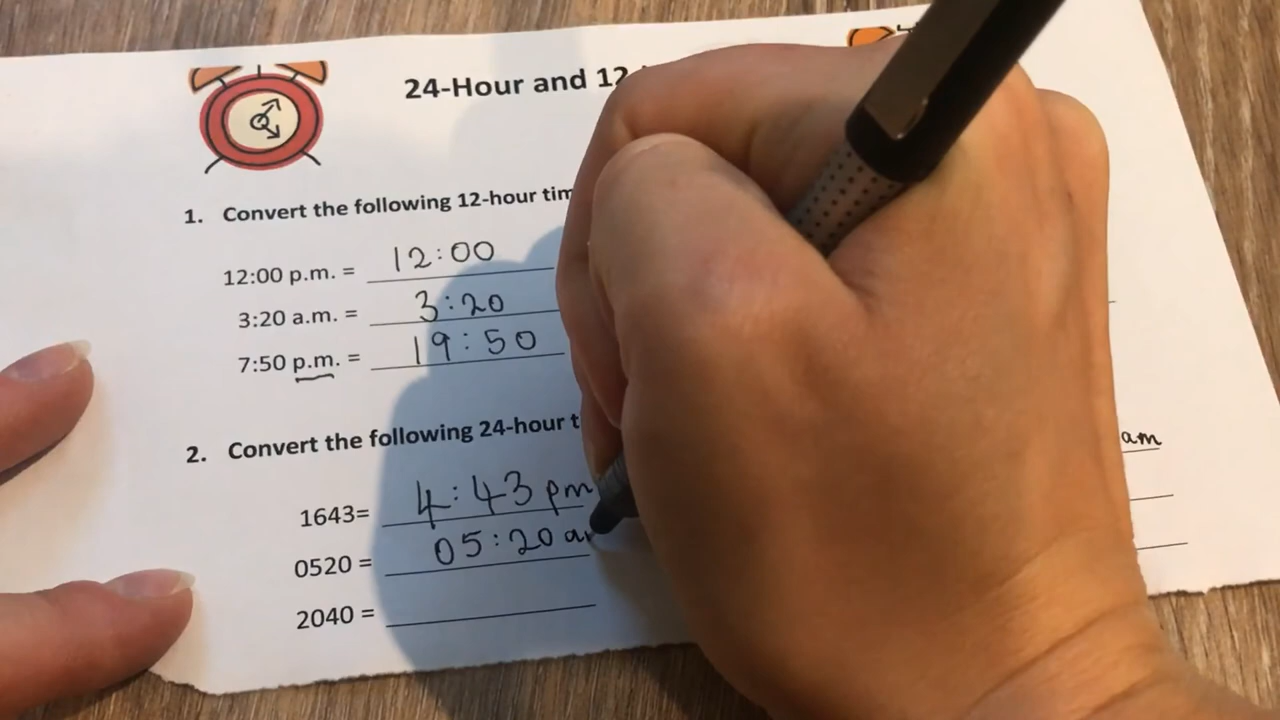 24-Hour and 12
1. Convert the following 12-hour tim
12:00 p.m. = 12:00
3:20 a.m. = 3:20
7:50 p.m. = 19:50
2. Convert the following 24-hour t
am
1643= 4:43 pm
0520 = 05:20 a
2040 =